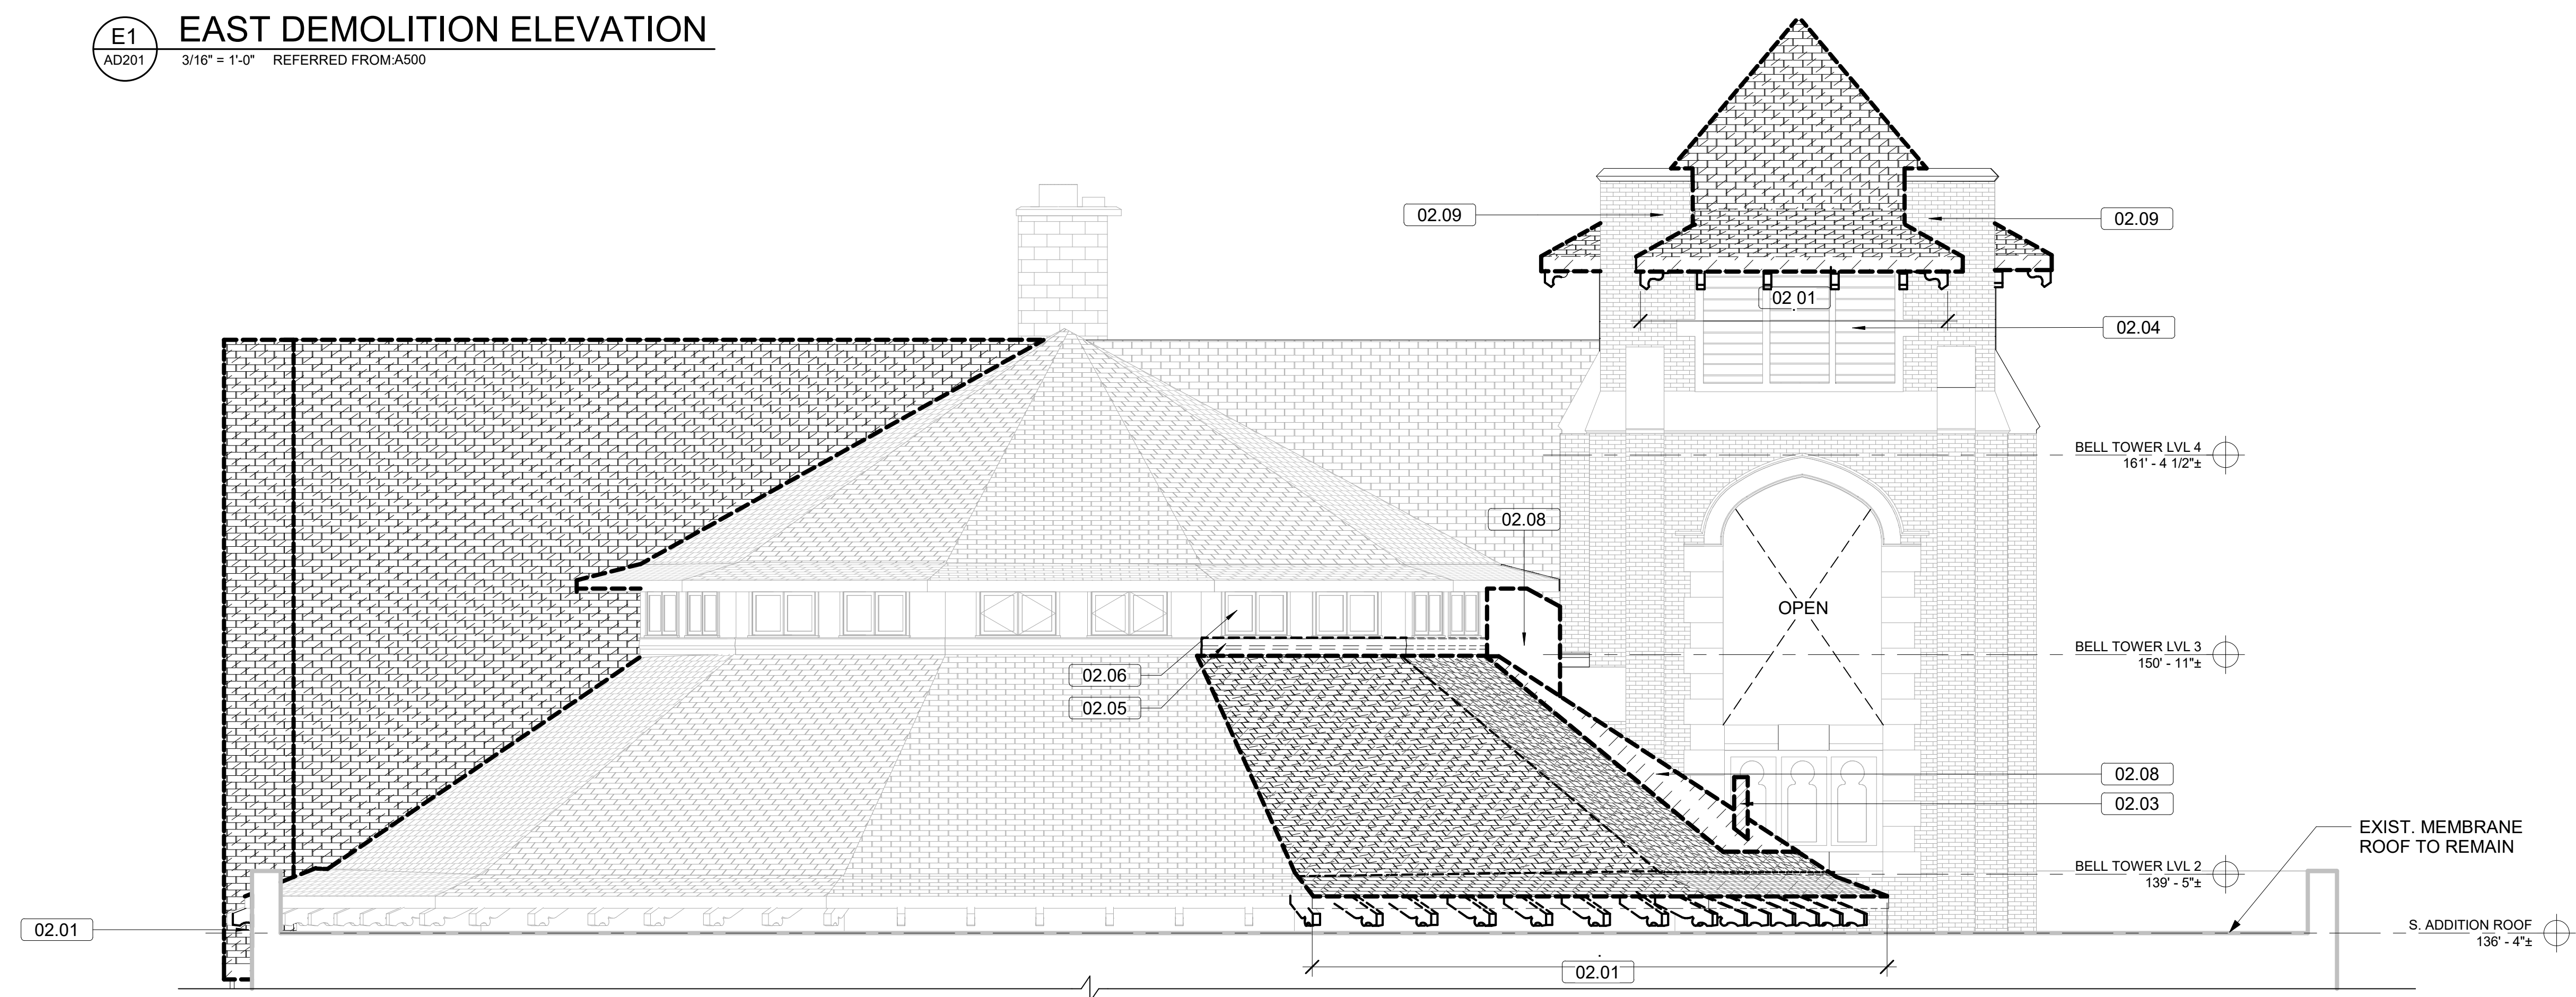 E1
AD201
EAST DEMOLITION ELEVATION
3/16" = 1'-0" REFERRED FROM:A500
02.09
02.09
02 01
02.04
BELL TOWER LVL 4
161' - 4 1/2"±
02.08
OPEN
BELL TOWER LVL 3
150' - 11"±
02.06
02.05
02.08
02.03
EXIST. MEMBRANE
ROOF TO REMAIN
BELL TOWER LVL 2
139' - 5"±
02.01
S. ADDITION ROOF
136' - 4"±
02.01